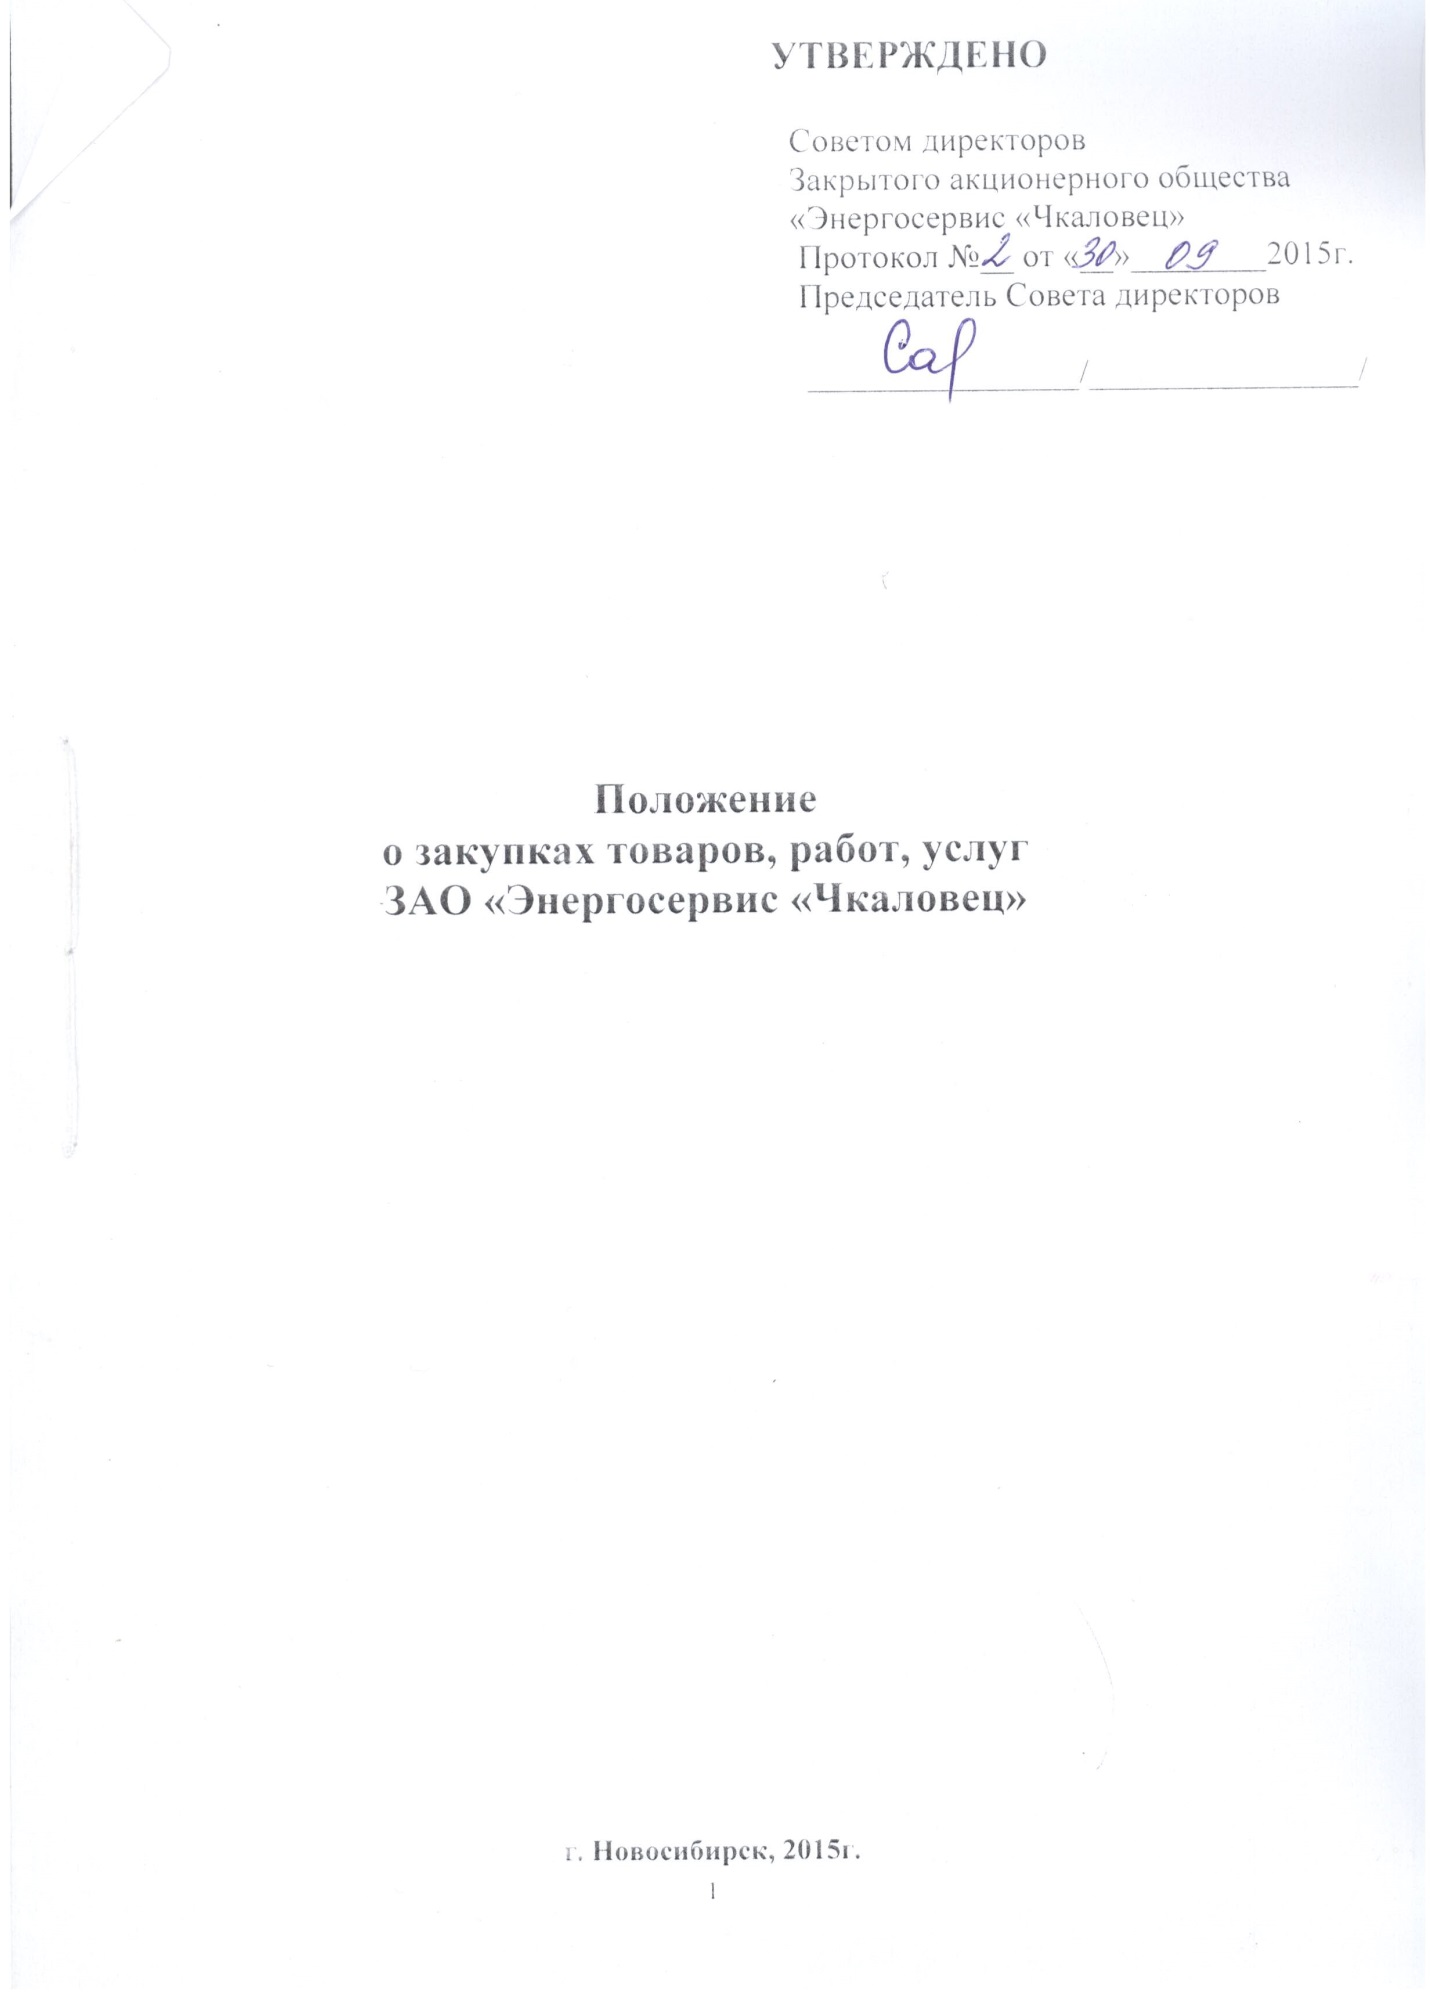 УТВЕРЖДЕНО
Советом директоров
Закрытого акционерного общества
«Энергосервис «Чкаловец»
Протокол №2 от «30» 09 2015г.
Председатель Совета директоров
Сар
/ /
Положение
о закупках товаров, работ, услуг
ЗАО «Энергосервис «Чкаловец»
г. Новосибирск, 2015г.
1